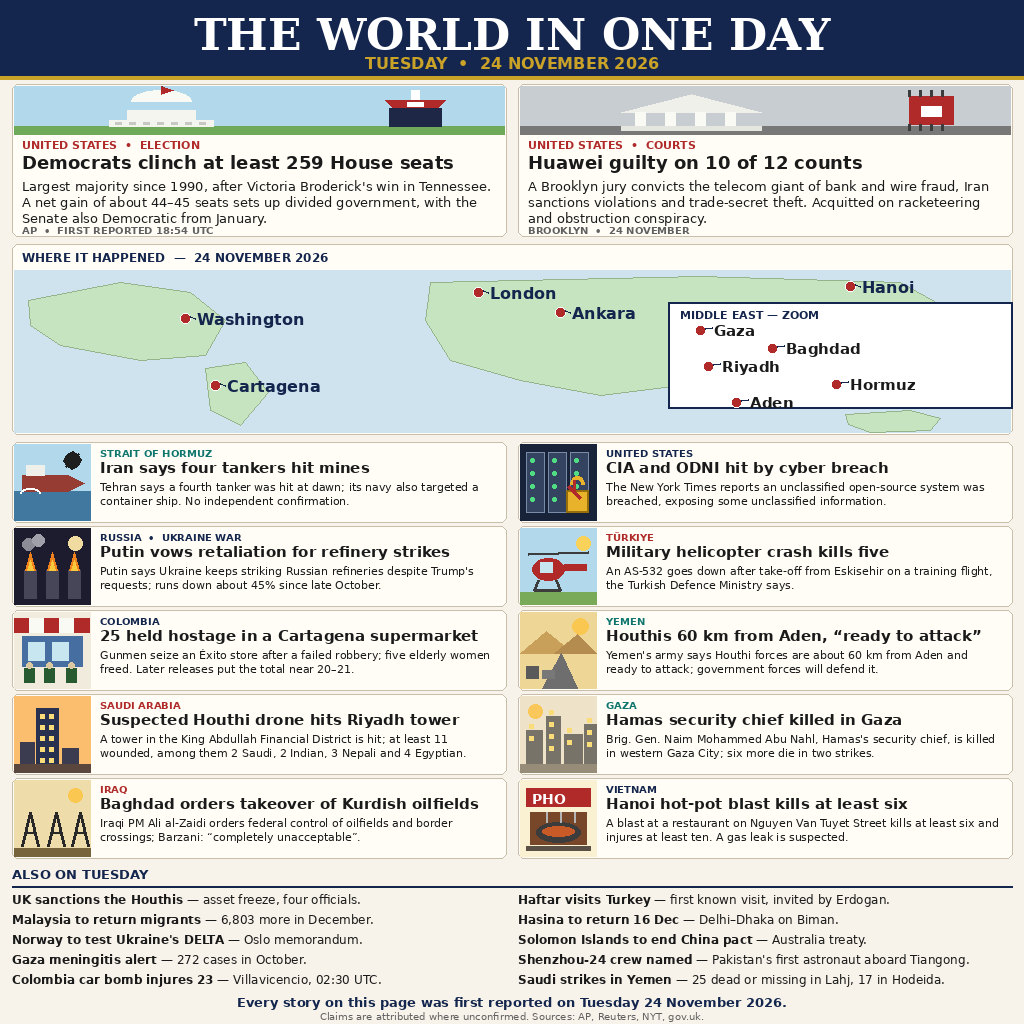 THE WORLD IN ONE DAY
TUESDAY • 24 NOVEMBER 2026
UNITED STATES • ELECTION
Democrats clinch at least 259 House seats
Largest majority since 1990, after Victoria Broderick's win in Tennessee.
A net gain of about 44–45 seats sets up divided government, with the
Senate also Democratic from January.
AP • FIRST REPORTED 18:54 UTC
UNITED STATES • COURTS
Huawei guilty on 10 of 12 counts
A Brooklyn jury convicts the telecom giant of bank and wire fraud, Iran
sanctions violations and trade-secret theft. Acquitted on racketeering
and obstruction conspiracy.
BROOKLYN • 24 NOVEMBER
WHERE IT HAPPENED — 24 NOVEMBER 2026
Washington
Cartagena
London
Ankara
Hanoi
MIDDLE EAST — ZOOM
Gaza
Baghdad
Riyadh
Hormuz
Aden
STRAIT OF HORMUZ
Iran says four tankers hit mines
Tehran says a fourth tanker was hit at dawn; its navy also targeted a
container ship. No independent confirmation.
UNITED STATES
CIA and ODNI hit by cyber breach
The New York Times reports an unclassified open-source system was
breached, exposing some unclassified information.
RUSSIA • UKRAINE WAR
Putin vows retaliation for refinery strikes
Putin says Ukraine keeps striking Russian refineries despite Trump's
requests; runs down about 45% since late October.
TÜRKIYE
Military helicopter crash kills five
An AS-532 goes down after take-off from Eskisehir on a training flight,
the Turkish Defence Ministry says.
COLOMBIA
25 held hostage in a Cartagena supermarket
Gunmen seize an Éxito store after a failed robbery; five elderly women
freed. Later releases put the total near 20–21.
YEMEN
Houthis 60 km from Aden, “ready to attack”
Yemen's army says Houthi forces are about 60 km from Aden and
ready to attack; government forces will defend it.
SAUDI ARABIA
Suspected Houthi drone hits Riyadh tower
A tower in the King Abdullah Financial District is hit; at least 11
wounded, among them 2 Saudi, 2 Indian, 3 Nepali and 4 Egyptian.
GAZA
Hamas security chief killed in Gaza
Brig. Gen. Naim Mohammed Abu Nahl, Hamas's security chief, is killed
in western Gaza City; six more die in two strikes.
IRAQ
Baghdad orders takeover of Kurdish oilfields
Iraqi PM Ali al-Zaidi orders federal control of oilfields and border
crossings; Barzani: “completely unacceptable”.
PHO
VIETNAM
Hanoi hot-pot blast kills at least six
A blast at a restaurant on Nguyen Van Tuyet Street kills at least six and
injures at least ten. A gas leak is suspected.
ALSO ON TUESDAY
UK sanctions the Houthis — asset freeze, four officials.
Malaysia to return migrants — 6,803 more in December.
Norway to test Ukraine's DELTA — Oslo memorandum.
Gaza meningitis alert — 272 cases in October.
Colombia car bomb injures 23 — Villavicencio, 02:30 UTC.
Haftar visits Turkey — first known visit, invited by Erdogan.
Hasina to return 16 Dec — Delhi–Dhaka on Biman.
Solomon Islands to end China pact — Australia treaty.
Shenzhou-24 crew named — Pakistan's first astronaut aboard Tiangong.
Saudi strikes in Yemen — 25 dead or missing in Lahj, 17 in Hodeida.
Every story on this page was first reported on Tuesday 24 November 2026.
Claims are attributed where unconfirmed. Sources: AP, Reuters, NYT, gov.uk.